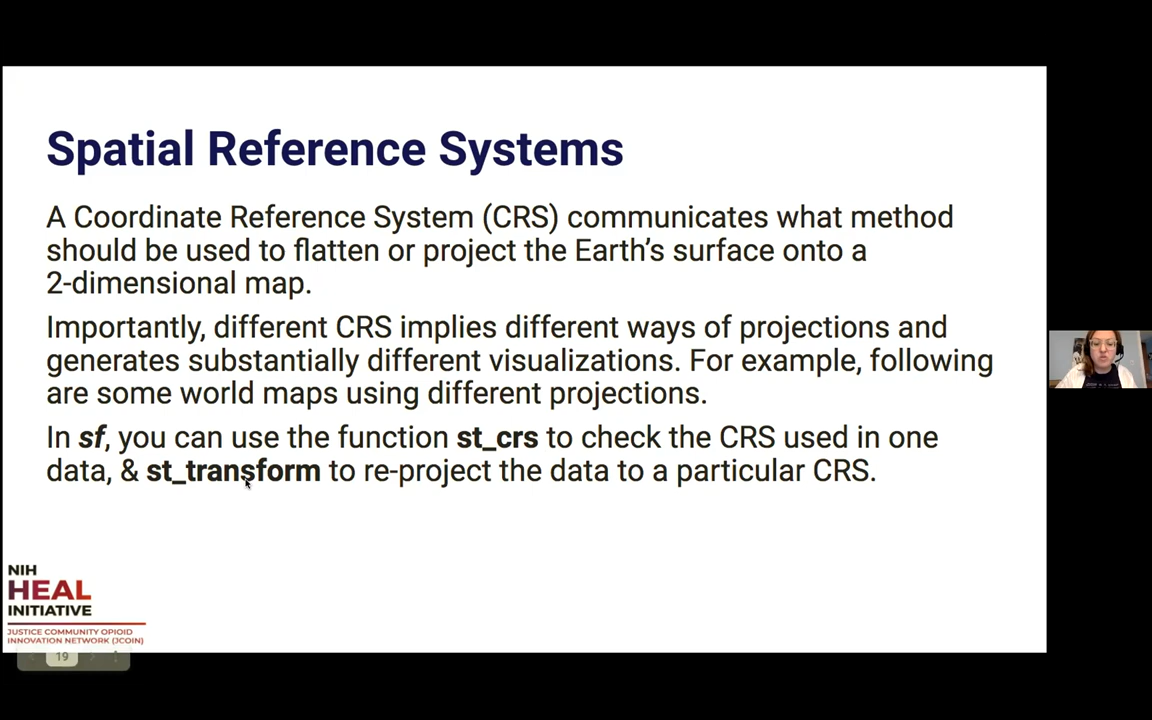 Spatial Reference Systems
A Coordinate Reference System (CRS) communicates what method
should be used to flatten or project the Earth's surface onto a
2-dimensional map.
Importantly, different CRS implies different ways of projections and
generates substantially different visualizations. For example, following
are some world maps using different projections.
In sf, you can use the function st_crs to check the CRS used in one
data, & st_transform to re-project the data to a particular CRS.
NIH
HEAL
INITIATIVE
JUSTICE COMMUNITY OPIOID
INNOVATION NETWORK (JCOIN)
19